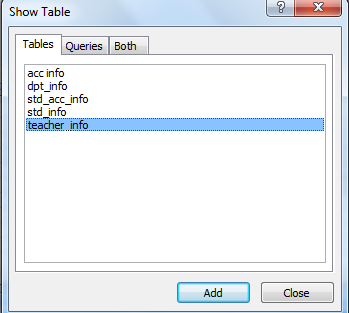 Show Table
?
Tables Queries Both
acc info
dpt_info
std_acc_info
std_info
teacher_info
Add Close